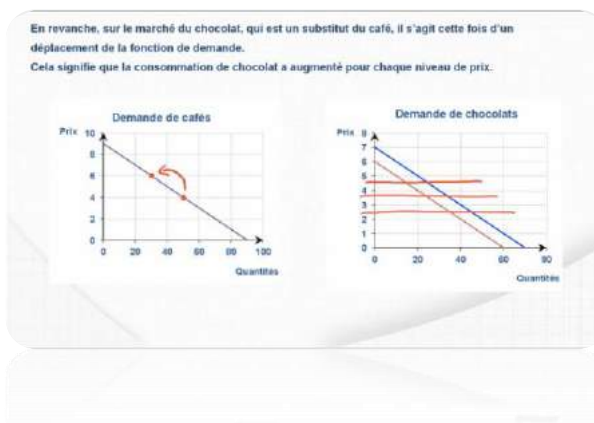 En revanche, sur le marché du chocolat, qui est un substitut du café, il s'agit cette fois d'un
déplacement de la fonction de demande.
Cela signifie que la consommation de chocolat a augmenté pour chaque niveau de prix.
Demande de cafés
Prix
10
8
6
4
2
0
0 20 40 60 80 100
Quantités
Demande de chocolats
Prix
8
7
6
5
4
3
2
1
0
0 20 40 60 80
Quantités